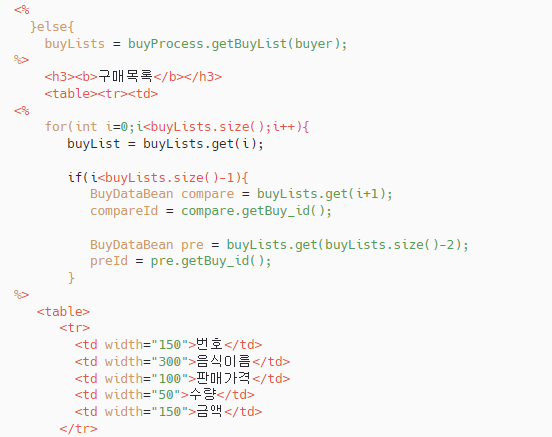 <%
}else{
buyLists = buyProcess.getBuyList(buyer);
%>
<h3><b>구매목록</b></h3>
<table><tr><td>
<%
for(int i=0;i<buyLists.size();i++){
buyList = buyLists.get(i);
if(i<buyLists.size()-1){
BuyDataBean compare = buyLists.get(i+1);
compareId = compare.getBuy_id();
BuyDataBean pre = buyLists.get(buyLists.size()-2);
preId = pre.getBuy_id();
}
%>
<table>
<tr>
<td width="150">번호</td>
<td width="300">음식이름</td>
<td width="100">판매가격</td>
<td width="50">수량</td>
<td width="150">금액</td>
</tr>